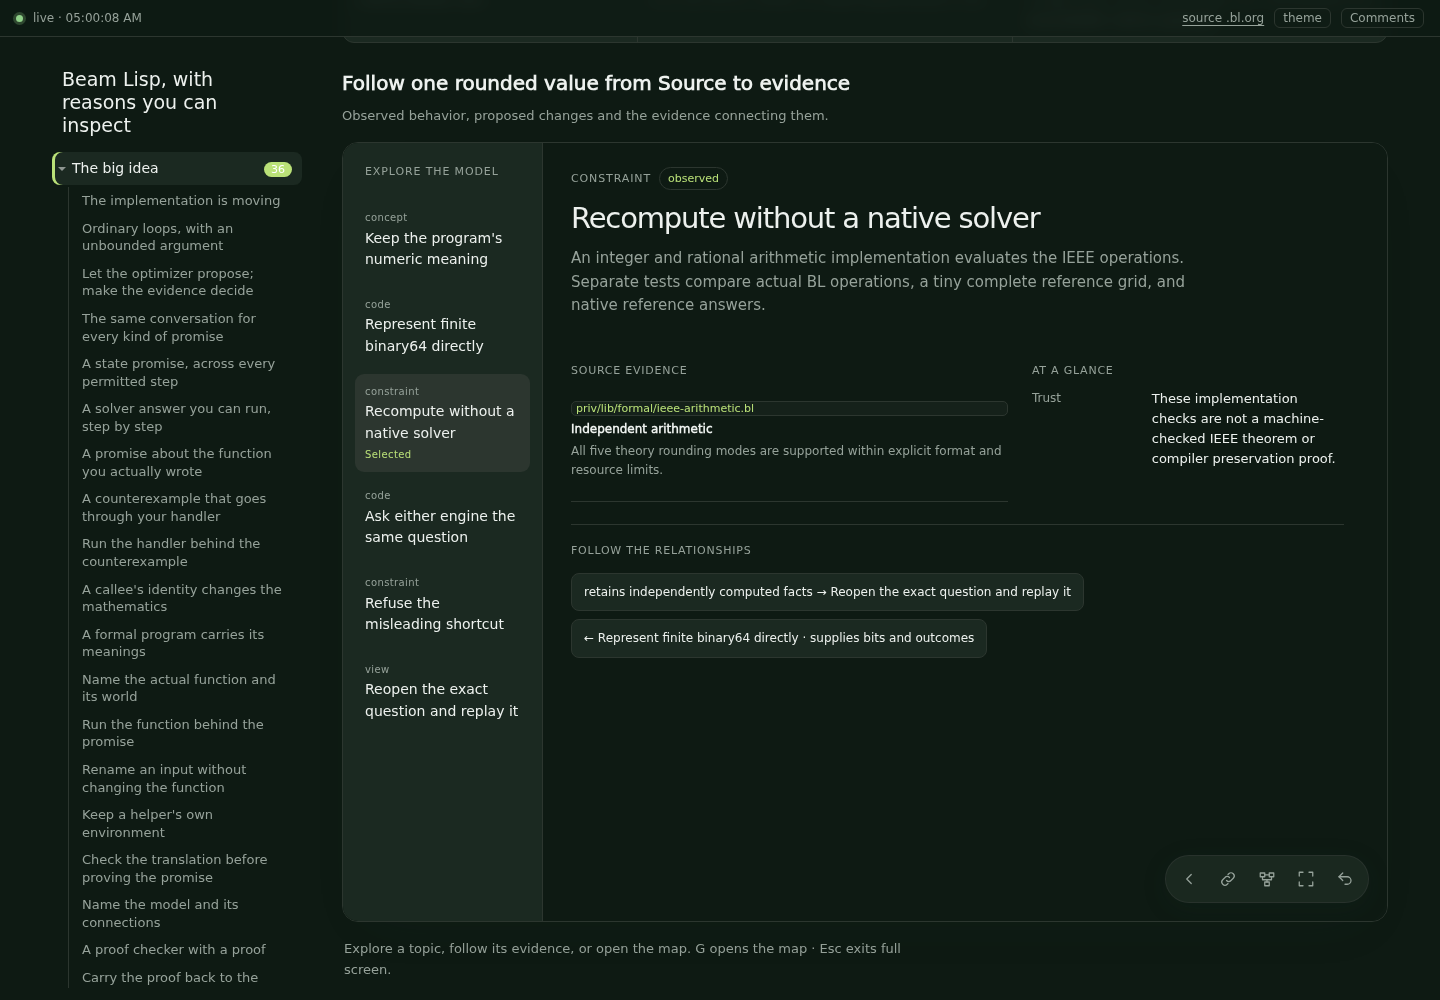 live · 05:00:08 AM
source .bl.org
theme
Comments
Beam Lisp, with
reasons you can
inspect
The big idea
36
The implementation is moving
Ordinary loops, with an
unbounded argument
Let the optimizer propose;
make the evidence decide
The same conversation for
every kind of promise
A state promise, across every
permitted step
A solver answer you can run,
step by step
A promise about the function
you actually wrote
A counterexample that goes
through your handler
Run the handler behind the
counterexample
A callee's identity changes the
mathematics
A formal program carries its
meanings
Name the actual function and
its world
Run the function behind the
promise
Rename an input without
changing the function
Keep a helper's own
environment
Check the translation before
proving the promise
Name the model and its
connections
A proof checker with a proof
Carry the proof back to the
Follow one rounded value from Source to evidence
Observed behavior, proposed changes and the evidence connecting them.
EXPLORE THE MODEL
concept
Keep the program's
numeric meaning
code
Represent finite
binary64 directly
constraint
Recompute without a
native solver
Selected
code
Ask either engine the
same question
constraint
Refuse the
misleading shortcut
view
Reopen the exact
question and replay it
CONSTRAINT
observed
Recompute without a native solver
An integer and rational arithmetic implementation evaluates the IEEE operations.
Separate tests compare actual BL operations, a tiny complete reference grid, and
native reference answers.
SOURCE EVIDENCE
priv/lib/formal/ieee-arithmetic.bl
Independent arithmetic
All five theory rounding modes are supported within explicit format and
resource limits.
AT A GLANCE
Trust
These implementation
checks are not a machine-
checked IEEE theorem or
compiler preservation proof.
FOLLOW THE RELATIONSHIPS
retains independently computed facts → Reopen the exact question and replay it
← Represent finite binary64 directly · supplies bits and outcomes
Explore a topic, follow its evidence, or open the map. G opens the map · Esc exits full
screen.